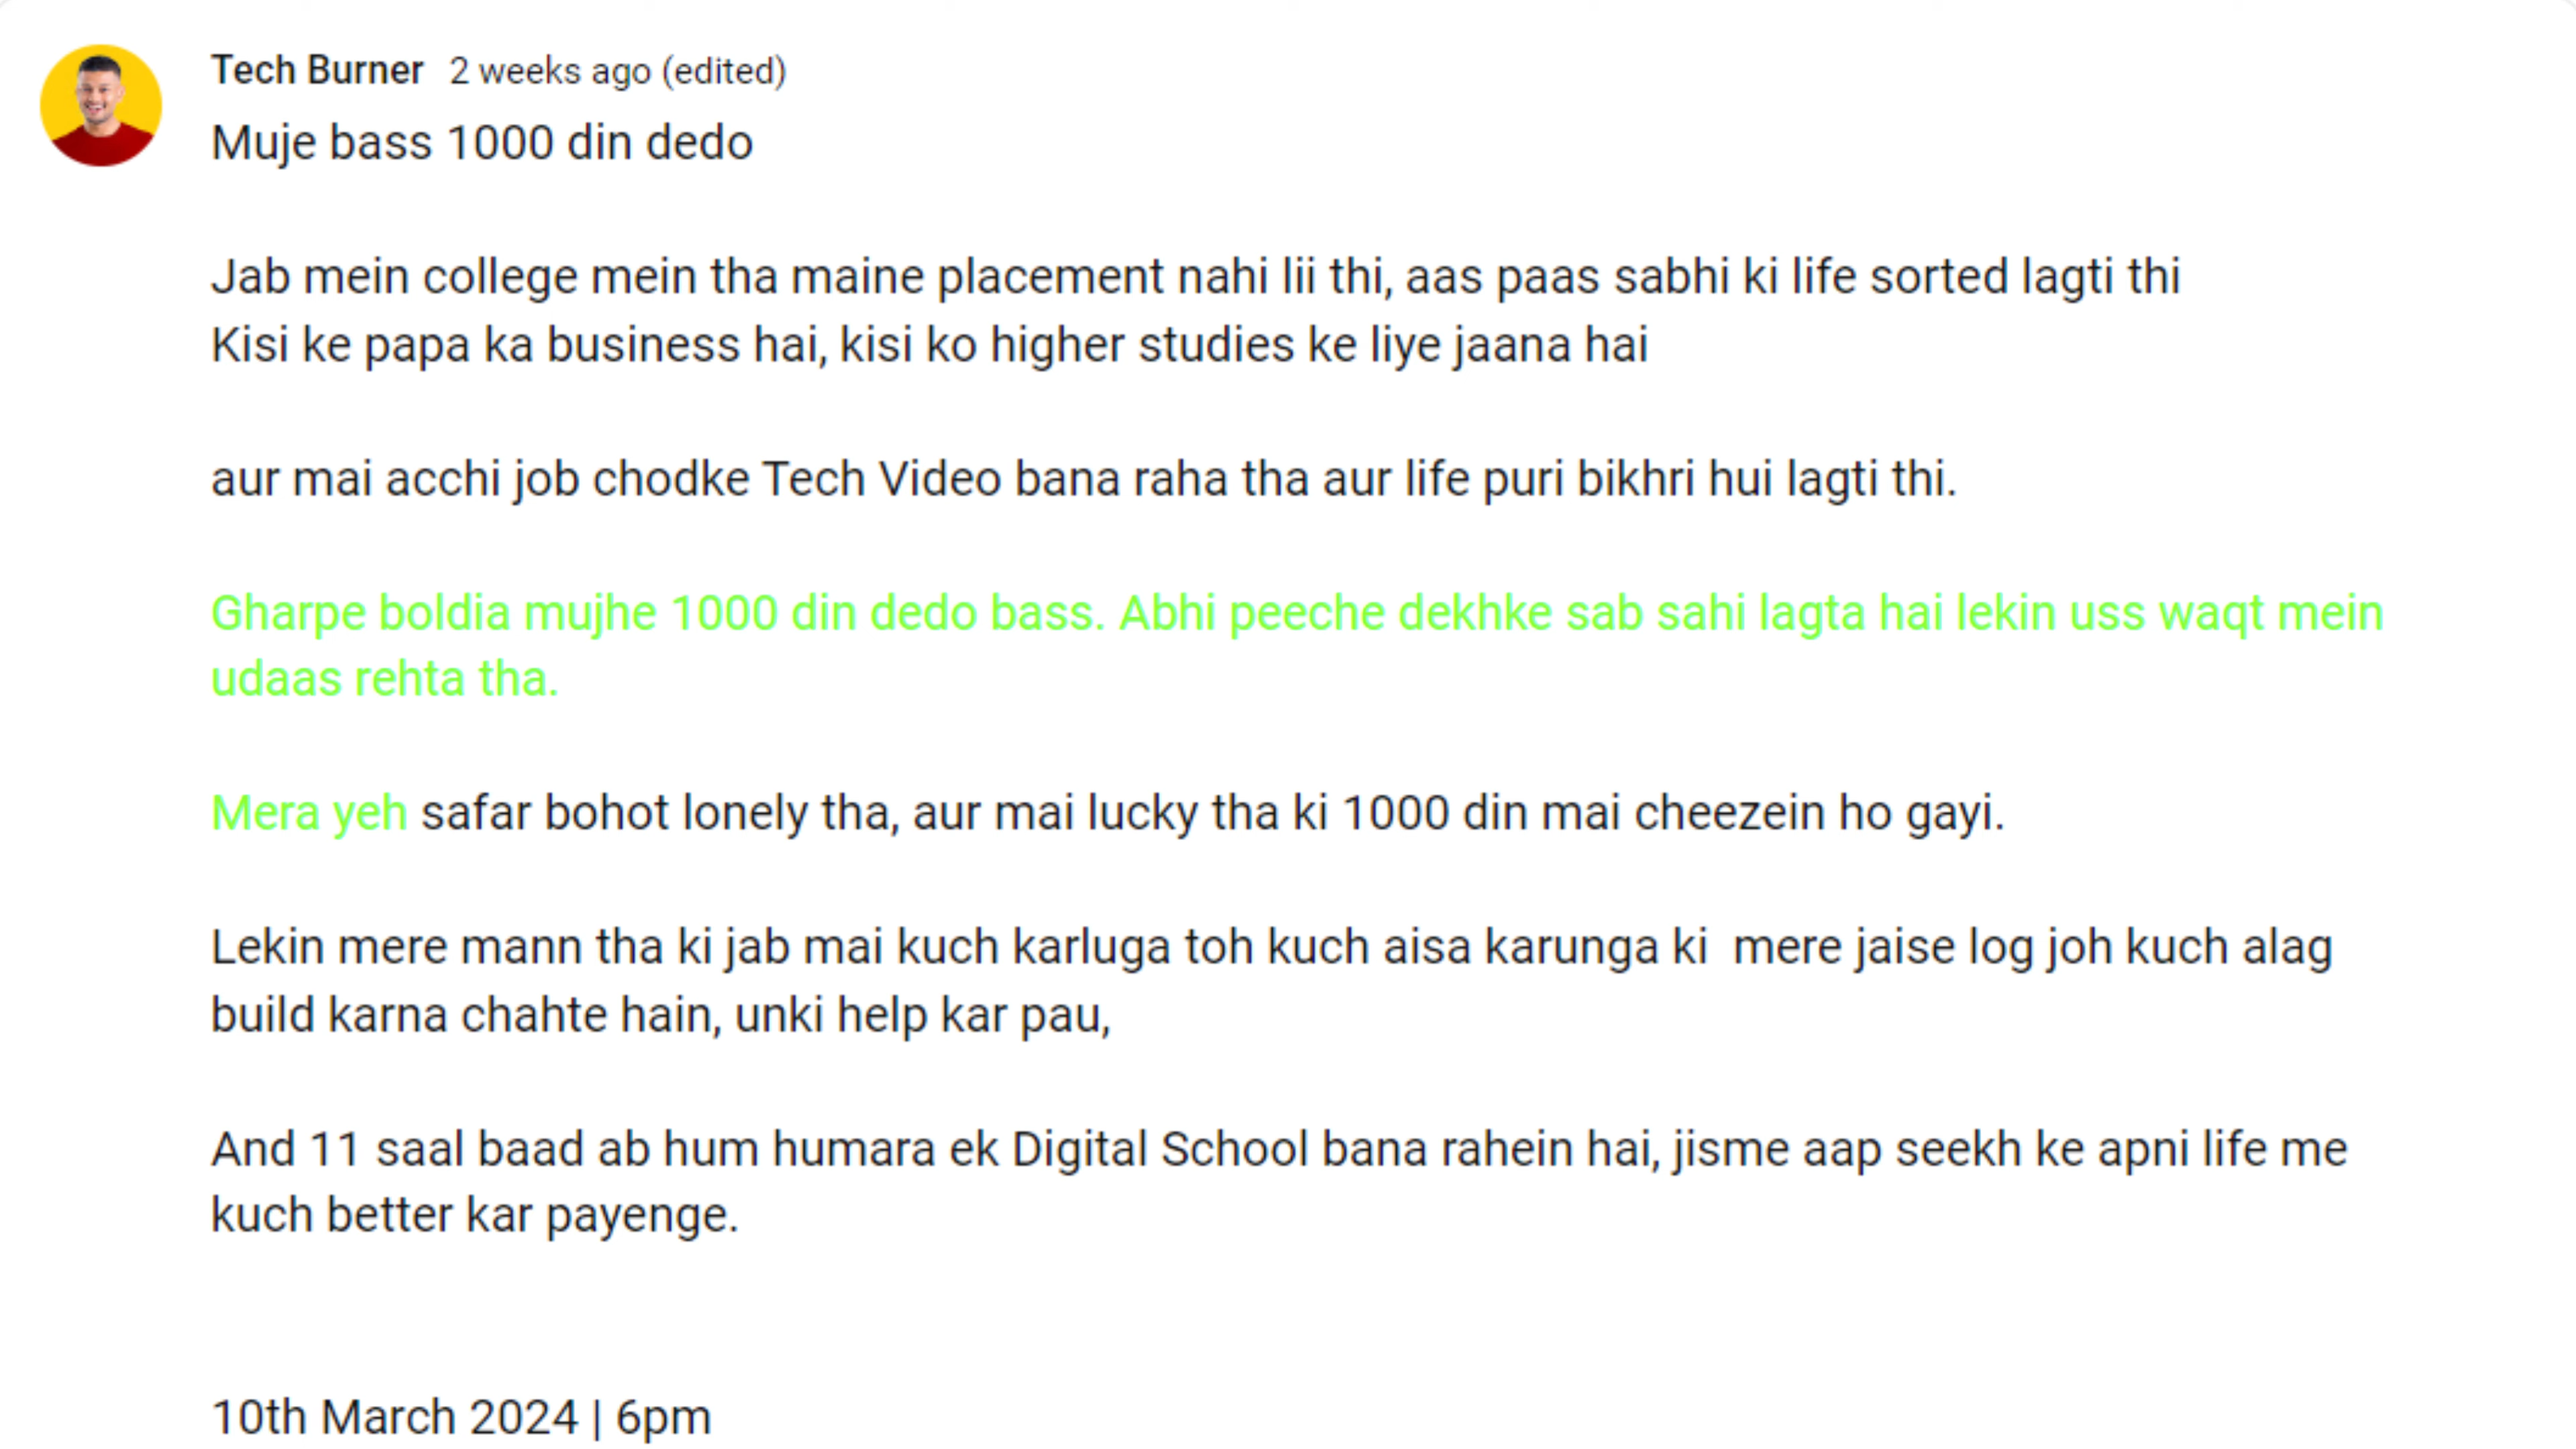 Tech Burner 2 weeks ago (edited)
Muje bass 1000 din dedo
Jab mein college mein tha maine placement nahi lii thi, aas paas sabhi ki life sorted lagti thi
Kisi ke papa ka business hai, kisi ko higher studies ke liye jaana hai
aur mai acchi job chodke Tech Video bana raha tha aur life puri bikhri hui lagti thi.
Gharpe boldia mujhe 1000 din dedo bass. Abhi peeche dekhke sab sahi lagta hai lekin uss waqt mein
udaas rehta tha.
Mera yeh safar bohot lonely tha, aur mai lucky tha ki 1000 din mai cheezein ho gayi.
Lekin mere mann tha ki jab mai kuch karluga toh kuch aisa karunga ki  mere jaise log joh kuch alag
build karna chahte hain, unki help kar pau,
And 11 saal baad ab hum humara ek Digital School bana rahein hai, jisme aap seekh ke apni life me
kuch better kar payenge.
10th March 2024 | 6pm